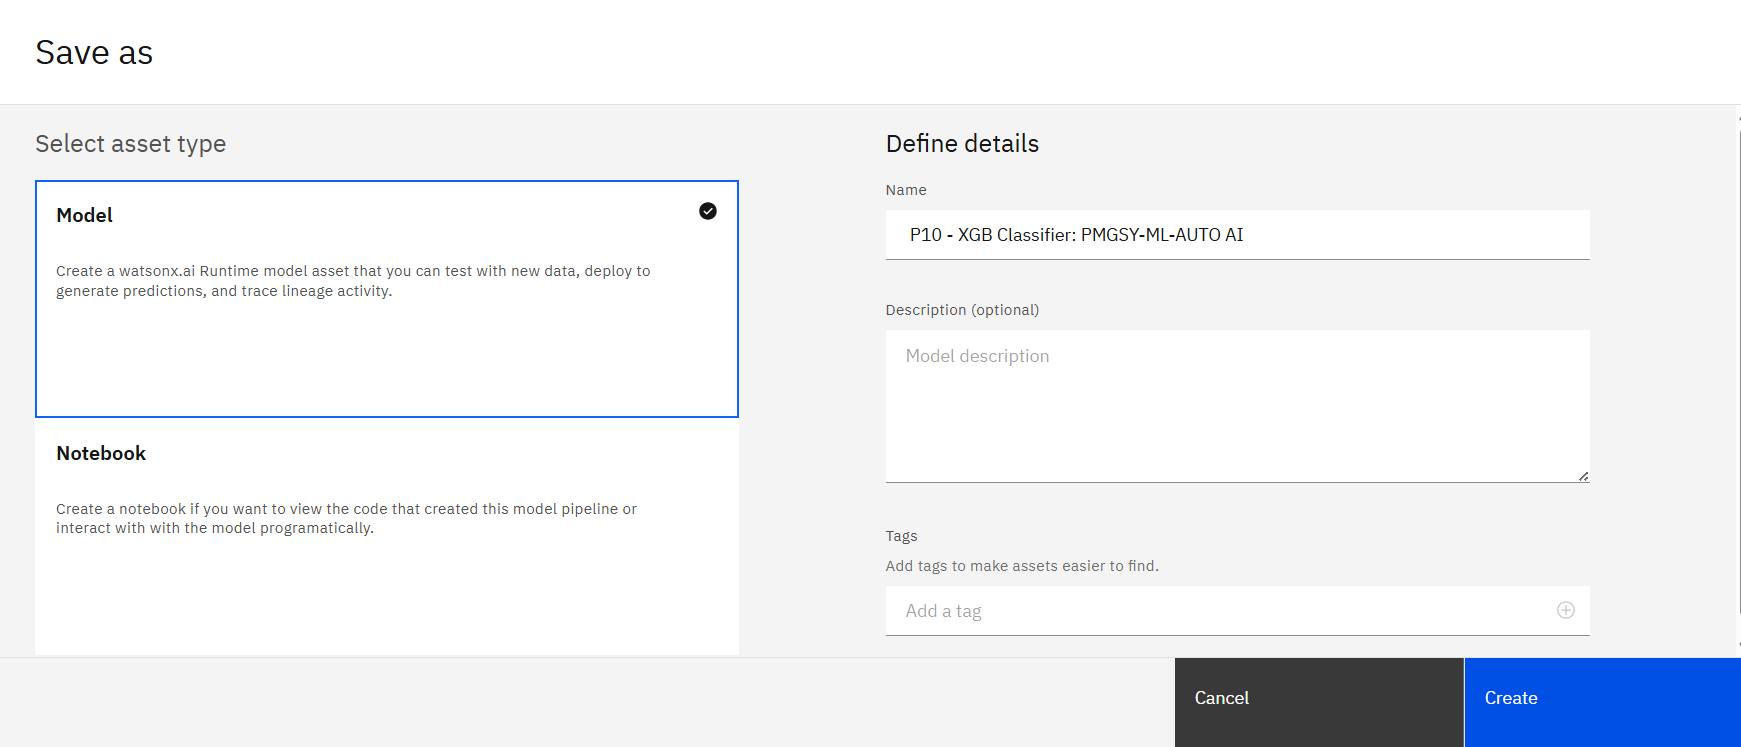 Save as
Select asset type
Model
Create a watsonx.ai Runtime model asset that you can test with new data, deploy to
generate predictions, and trace lineage activity.
Notebook
Create a notebook if you want to view the code that created this model pipeline or
interact with with the model programatically.
Define details
Name
P10 - XGB Classifier: PMGSY-ML-AUTO AI
Description (optional)
Model description
Tags
Add tags to make assets easier to find.
Add a tag
Cancel
Create